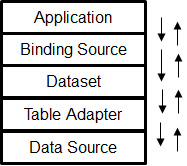 Application
Binding Source
Dataset
Table Adapter
Data Source